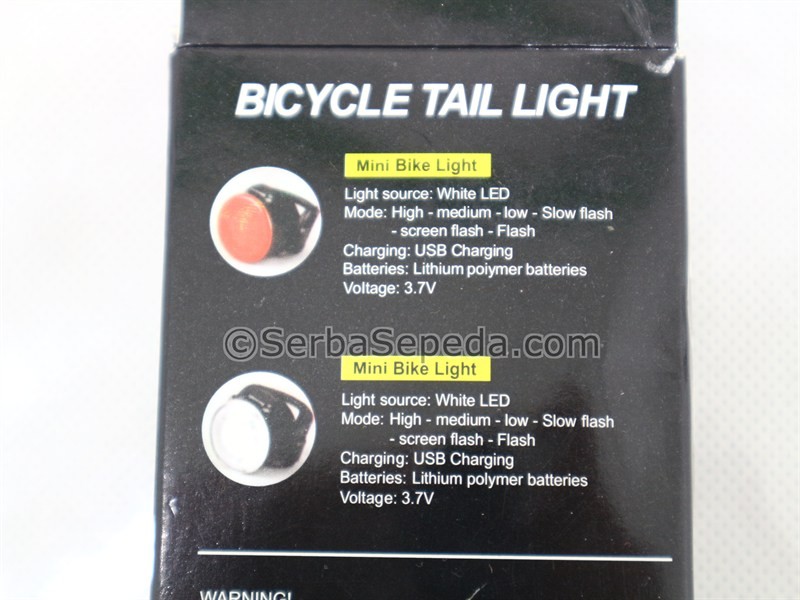 BICYCLE TAIL LIGHT
Mini Bike Light
Light source: White LED
Mode: High - medium - low - Slow flash
- screen flash - Flash
Charging: USB Charging
Batteries: Lithium polymer batteries
Voltage: 3.7V
©SerbaSepeda.com
Mini Bike Light
Light source: White LED
Mode: High - medium - low - Slow flash
- screen flash - Flash
Charging: USB Charging
Batteries: Lithium polymer batteries
Voltage: 3.7V
WARNING!